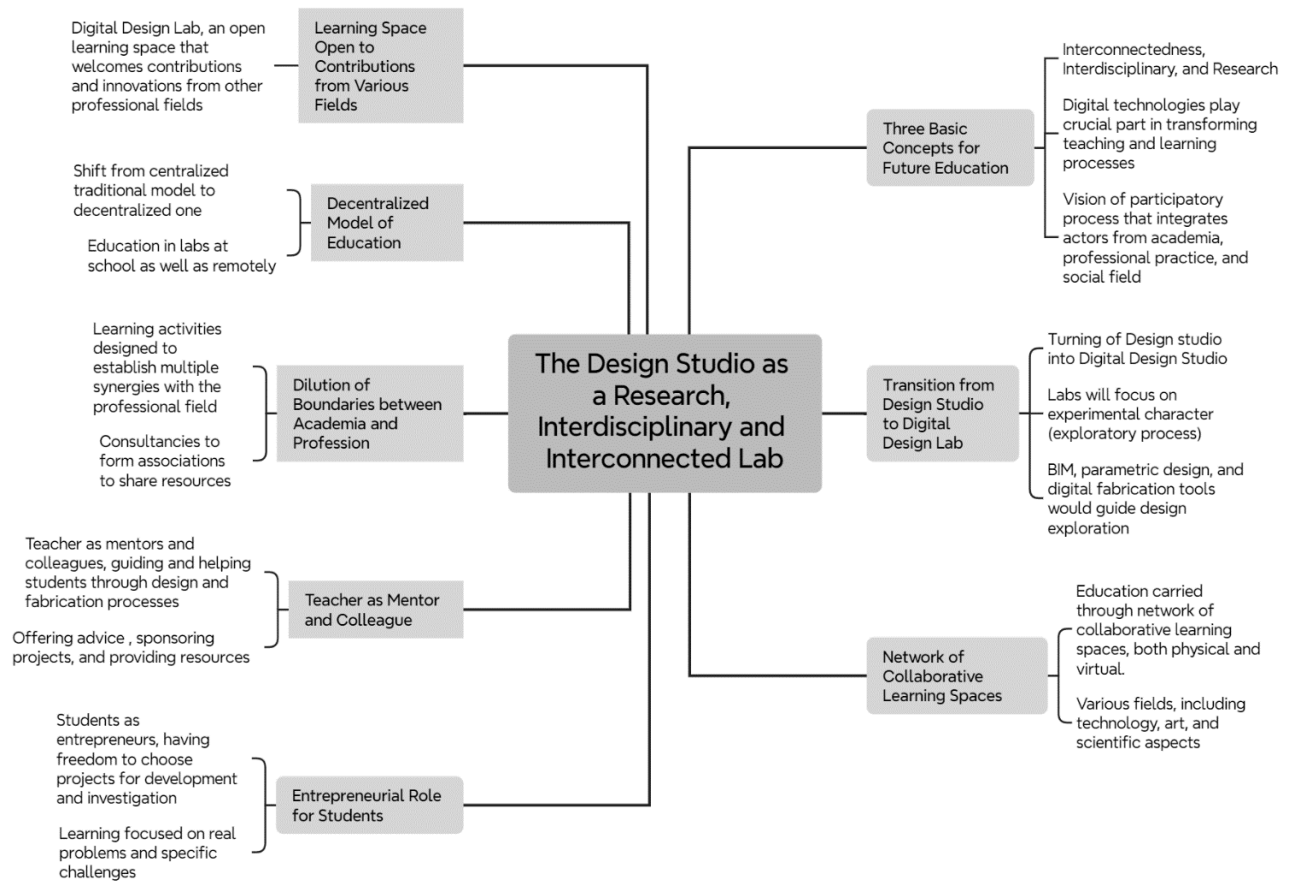 The Design Studio as
a Research,
Interdisciplinary and
Interconnected Lab
Three Basic
Concepts for
Future Education
Interconnectedness,
Interdisciplinary, and Research
Digital technologies play
crucial part in transforming
teaching and learning
processes
Vision of participatory
process that integrates
actors from academia,
professional practice, and
social field
Transition from
Design Studio
to Digital
Design Lab
Turning of Design studio
into Digital Design Studio
Labs will focus on
experimental character
(exploratory process)
BIM, parametric design, and
digital fabrication tools
would guide design
exploration
Network of
Collaborative
Learning Spaces
Education carried
through network of
collaborative learning
spaces, both physical and
virtual.
Various fields, including
technology, art, and
scientific aspects
Learning Space
Open to
Contributions
from Various
Fields
Digital Design Lab, an open
learning space that
welcomes contributions
and innovations from other
professional fields
Decentralized
Model of
Education
Shift from centralized
traditional model to
decentralized one
Education in labs at
school as well as remotely
Dilution of
Boundaries between
Academia and
Profession
Learning activities
designed to
establish multiple
synergies with the
professional field
Consultancies to
form associations
to share resources
Teacher as Mentor
and Colleague
Teacher as mentors and
colleagues, guiding and helping
students through design and
fabrication processes
Offering advice , sponsoring
projects, and providing resources
Entrepreneurial Role
for Students
Students as
entrepreneurs, having
freedom to choose
projects for development
and investigation
Learning focused on real
problems and specific
challenges